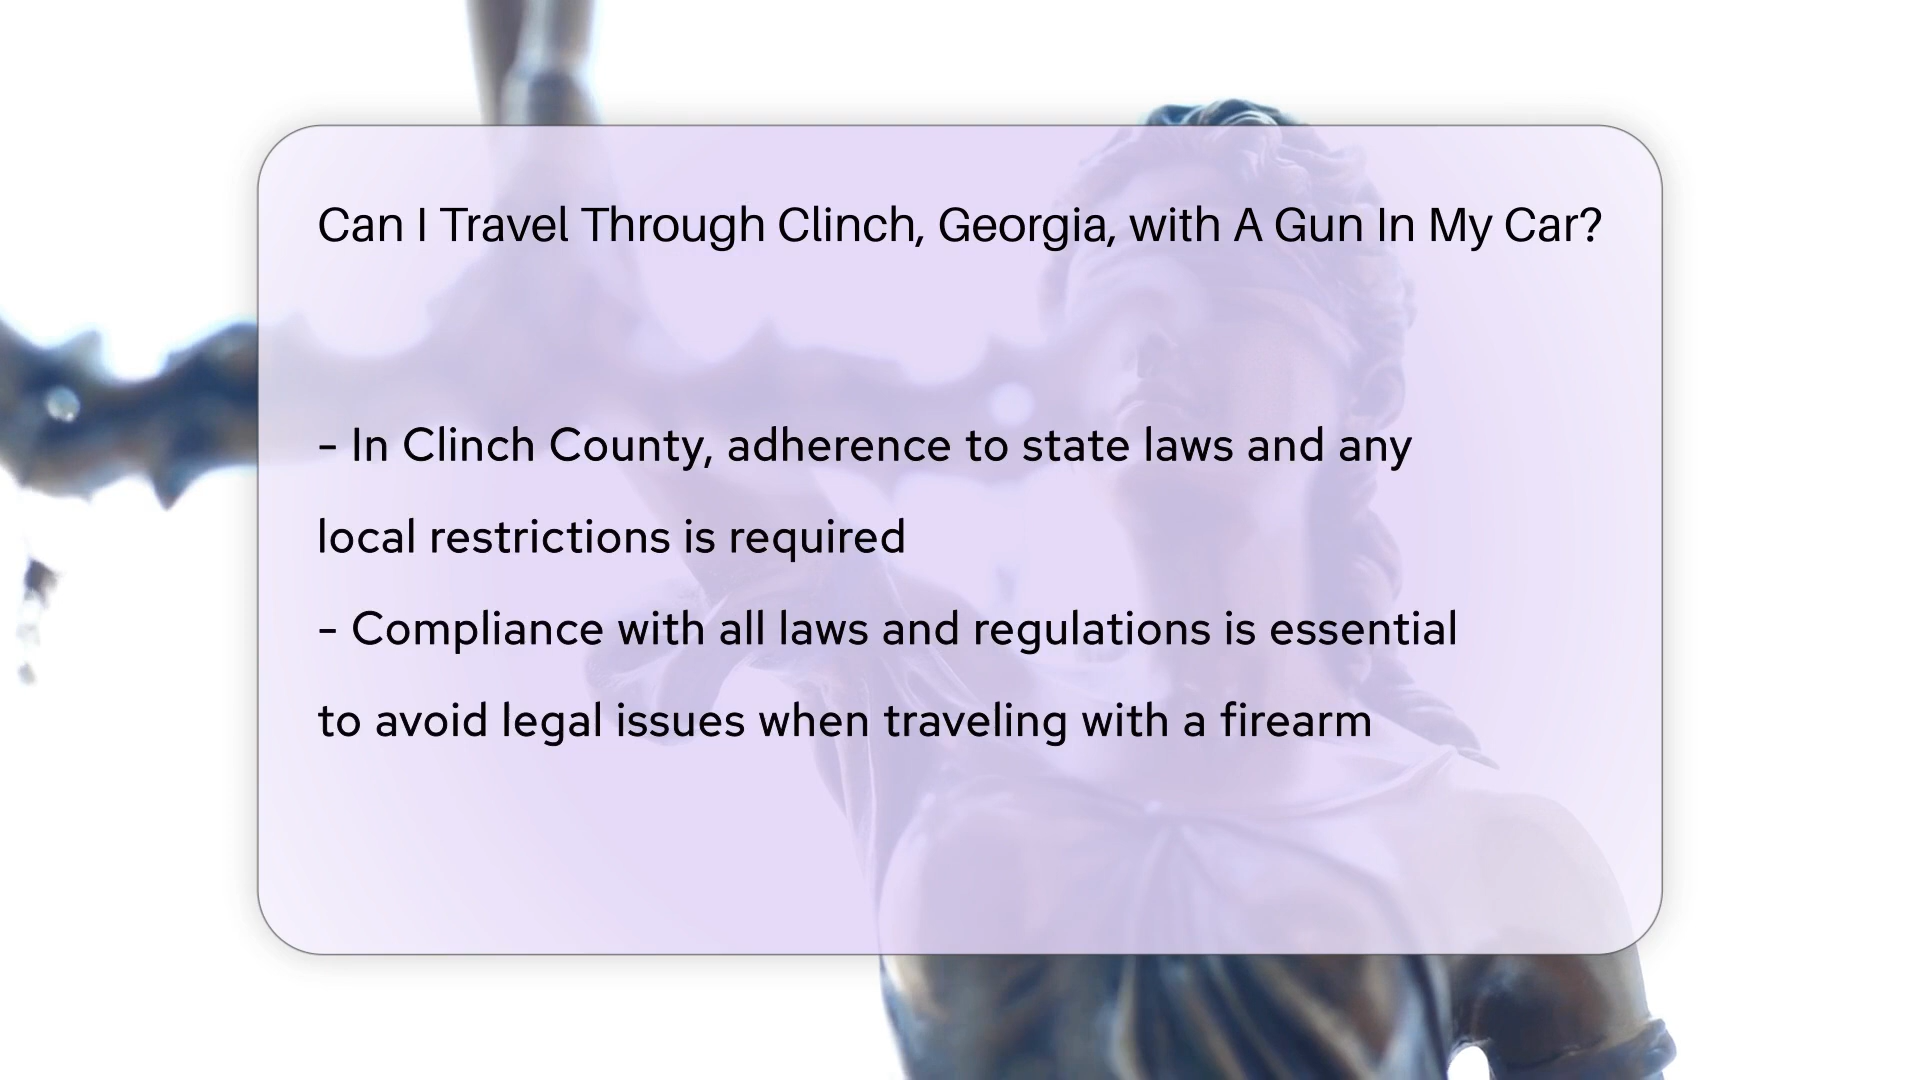 Can I Travel Through Clinch, Georgia, with A Gun In My Car?
- In Clinch County, adherence to state laws and any
local restrictions is required
- Compliance with all laws and regulations is essential
to avoid legal issues when traveling with a firearm